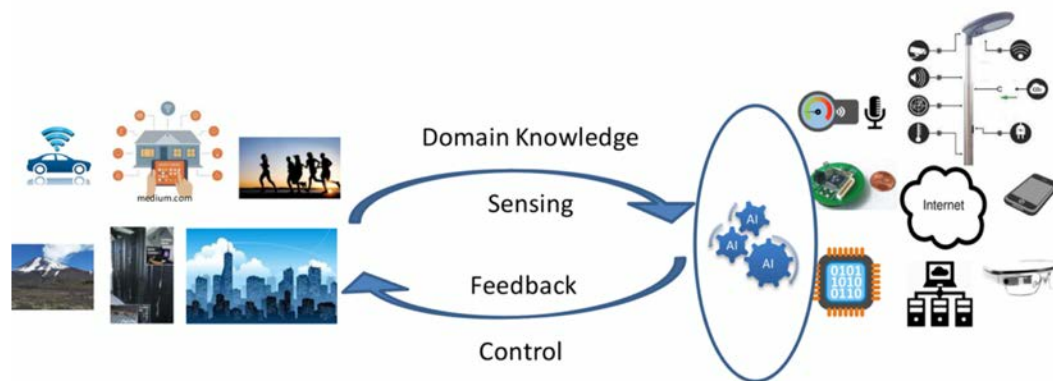 medium.com
Domain Knowledge
Sensing
Feedback
Control
AI
AI
AI
0101
1010
0110
Internet